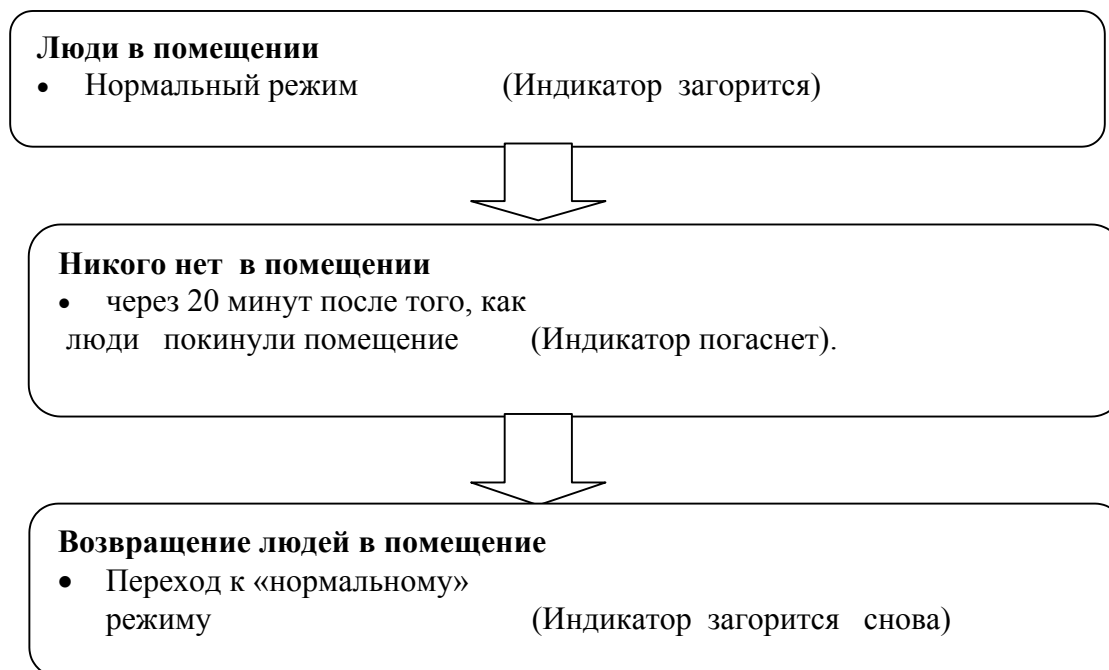 Люди в помещении
• Нормальный режим (Индикатор загорится)
Никого нет в помещении
• через 20 минут после того, как
люди покинули помещение (Индикатор погаснет).
Возвращение людей в помещение
• Переход к «нормальному»
режиму (Индикатор загорится снова)